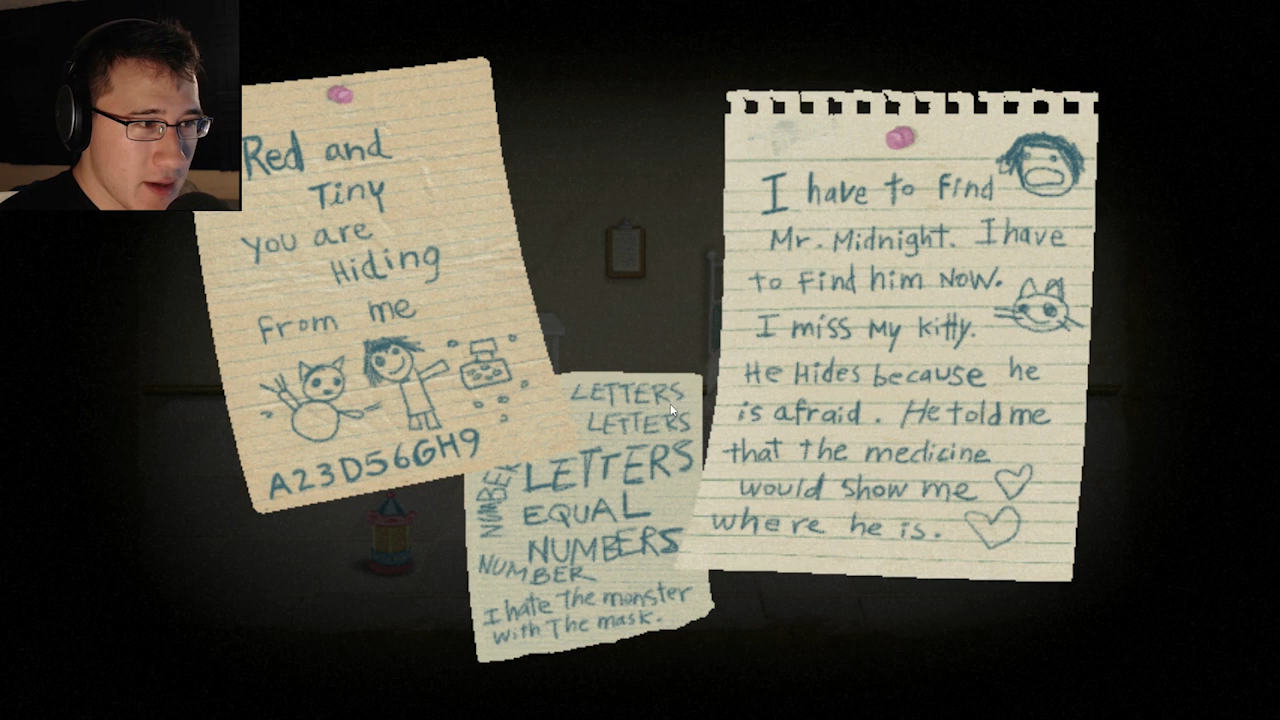 Red and
Tiny
you are
Hiding
from me
A23D56GH9
LETTERS
LETTERS
LETTERS
EQUAL
NUMBERS
NUMBER
NUMBER
I hate the monster
with The mask.
I have to find
Mr. Midnight. I have
to find him NOW.
I miss My kitty.
He Hides because he
is afraid. He told me
that the medicine
would show me
where he is.